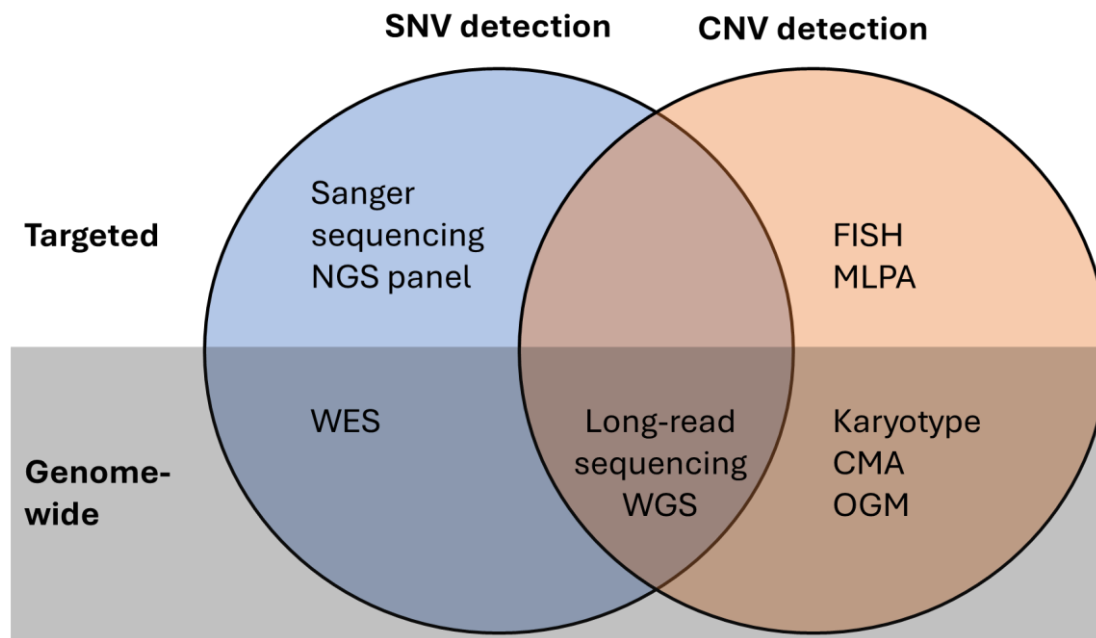 SNV detection
CNV detection
Targeted
Sanger
sequencing
NGS panel
FISH
MLPA
Genome-
wide
WES
Long-read
sequencing
WGS
Karyotype
CMA
OGM